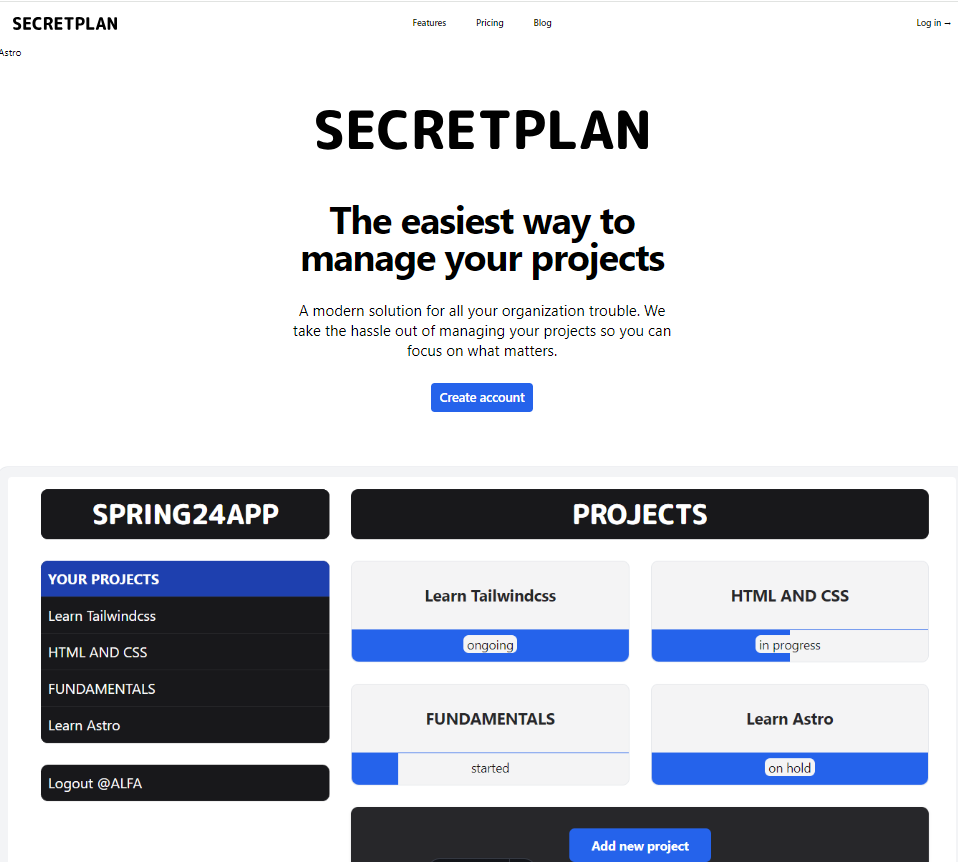 SECRETPLAN
Features
Pricing
Blog
Log in →
Astro
SECRETPLAN
The easiest way to
manage your projects
A modern solution for all your organization trouble. We
take the hassle out of managing your projects so you can
focus on what matters.
Create account
SPRING24APP
YOUR PROJECTS
Learn Tailwindcss
HTML AND CSS
FUNDAMENTALS
Learn Astro
Logout @ALFA
PROJECTS
Learn Tailwindcss
ongoing
HTML AND CSS
in progress
FUNDAMENTALS
started
Learn Astro
on hold
Add new project